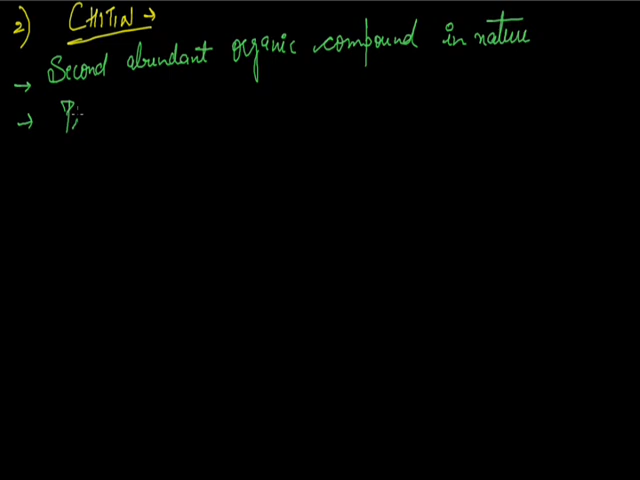 2) CHITIN →
→ Second abundant organic compound in nature
→